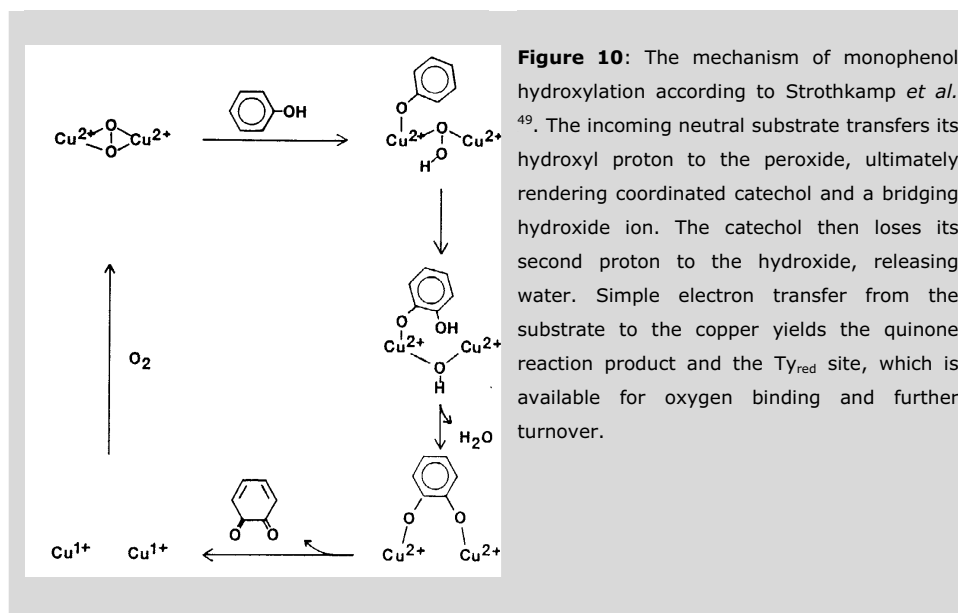 Figure 10: The mechanism of monophenol
hydroxylation according to Strothkamp et al.
49. The incoming neutral substrate transfers its
hydroxyl proton to the peroxide, ultimately
rendering coordinated catechol and a bridging
hydroxide ion. The catechol then loses its
second proton to the hydroxide, releasing
water. Simple electron transfer from the
substrate to the copper yields the quinone
reaction product and the Tyred site, which is
available for oxygen binding and further
turnover.
OH
O
Cu2+ Cu2+
O
O
Cu2+ O Cu2+
O
H
OH
O
Cu2+ Cu2+
O
H
H2O
O O
Cu2+ Cu2+
O O
Cu1+ Cu1+
O2